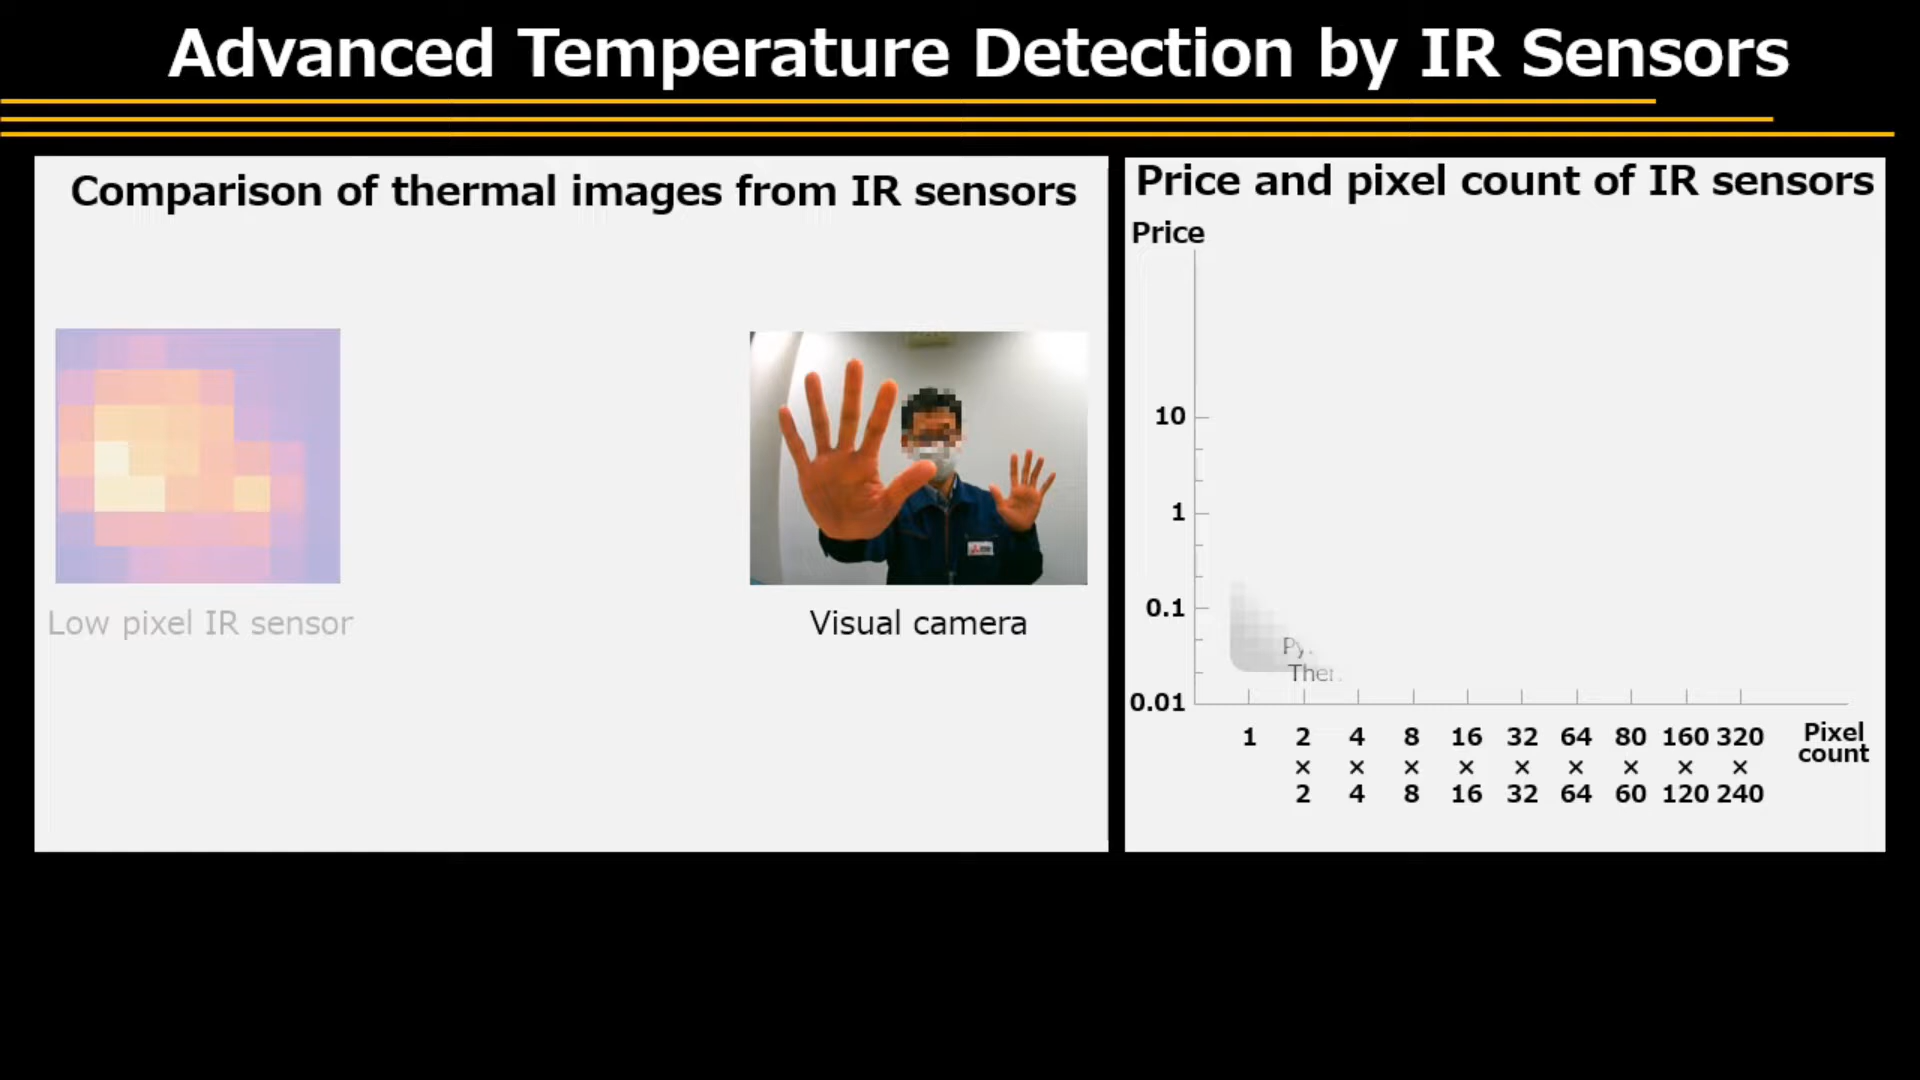 Advanced Temperature Detection by IR Sensors
Comparison of thermal images from IR sensors
Low pixel IR sensor
Visual camera
Price and pixel count of IR sensors
Price
10
1
0.1
0.01
1 2 4 8 16 32 64 80 160 320
× × × × × × × × ×
2 4 8 16 32 64 60 120 240
Pixel
count